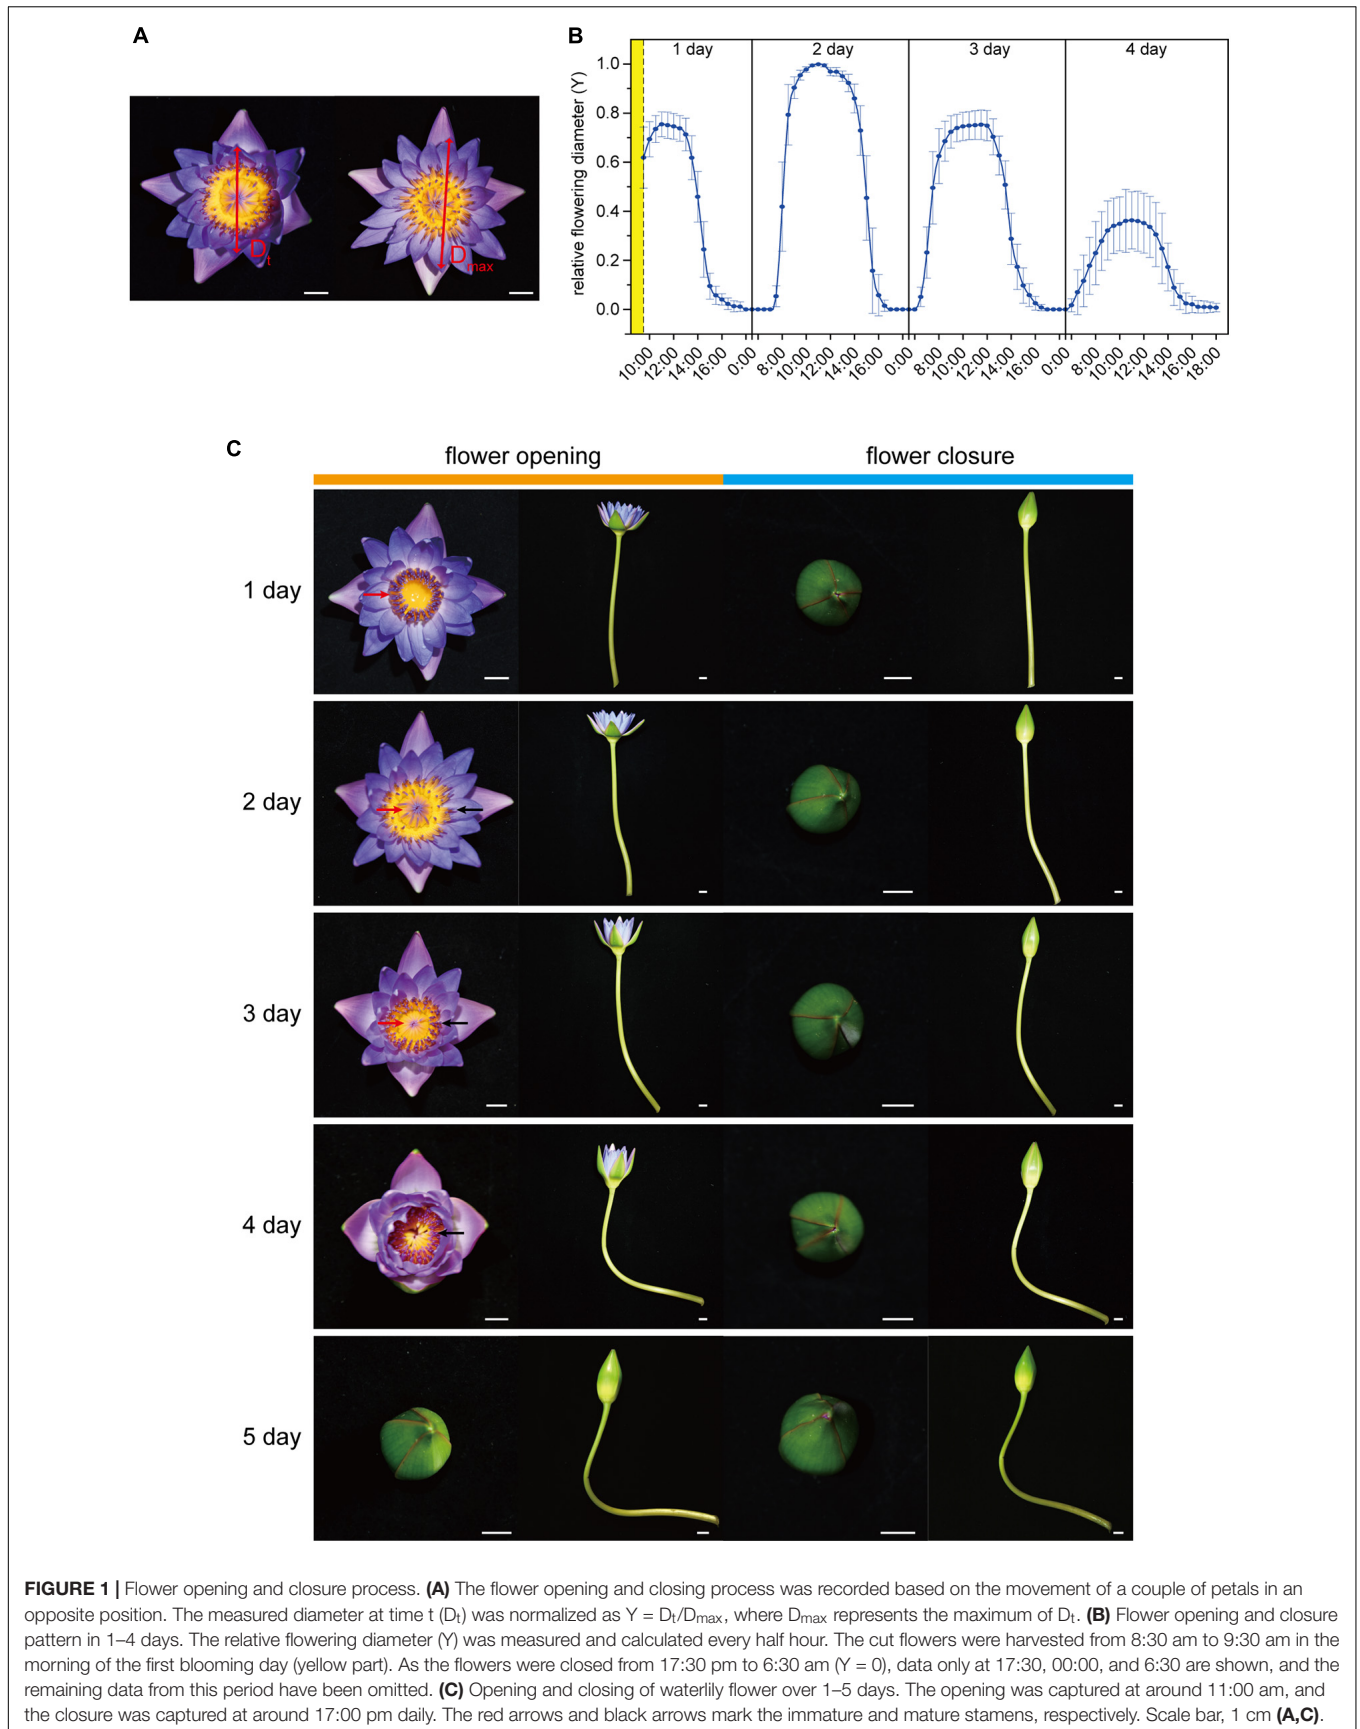 A
B
D_t
D_max
1 day 2 day 3 day 4 day
relative flowering diameter (Y)
1.0
0.8
0.6
0.4
0.2
0.0
10:00 12:00 14:00 16:00 0:00 8:00 10:00 12:00 14:00 16:00 0:00 8:00 10:00 12:00 14:00 16:00 0:00 8:00 10:00 12:00 14:00 16:00 18:00
C
flower opening flower closure
1 day
2 day
3 day
4 day
5 day
FIGURE 1 | Flower opening and closure process. (A) The flower opening and closing process was recorded based on the movement of a couple of petals in an
opposite position. The measured diameter at time t (Dt) was normalized as Y = Dt/Dmax, where Dmax represents the maximum of Dt. (B) Flower opening and closure
pattern in 1–4 days. The relative flowering diameter (Y) was measured and calculated every half hour. The cut flowers were harvested from 8:30 am to 9:30 am in the
morning of the first blooming day (yellow part). As the flowers were closed from 17:30 pm to 6:30 am (Y = 0), data only at 17:30, 00:00, and 6:30 are shown, and the
remaining data from this period have been omitted. (C) Opening and closing of waterlily flower over 1–5 days. The opening was captured at around 11:00 am, and
the closure was captured at around 17:00 pm daily. The red arrows and black arrows mark the immature and mature stamens, respectively. Scale bar, 1 cm (A,C).